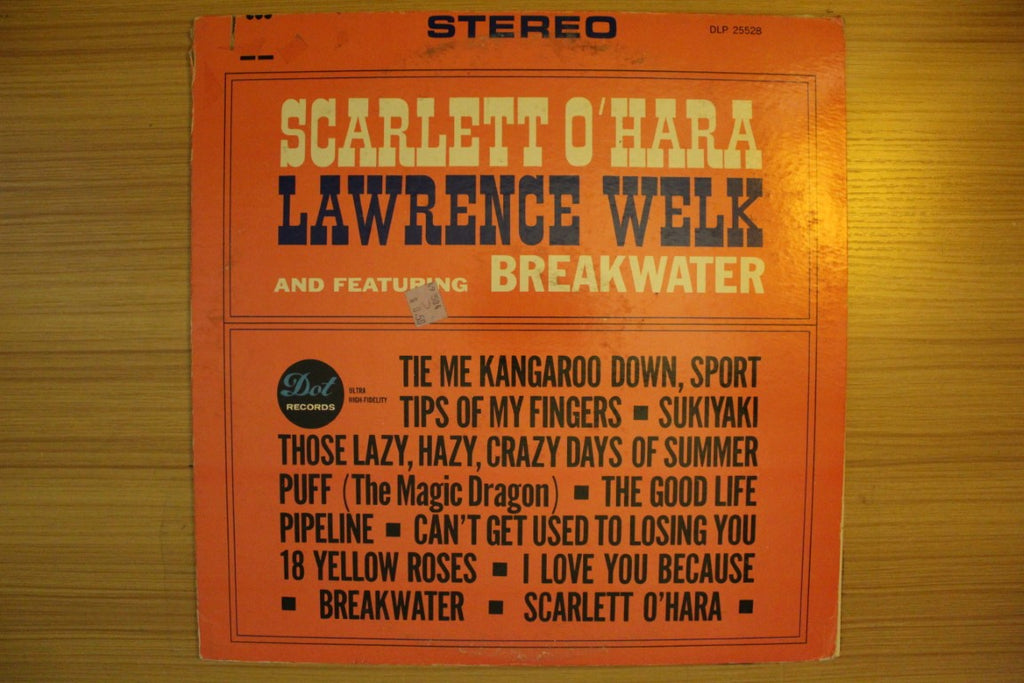 STEREO
DLP 25528
SCARLETT O'HARA
LAWRENCE WELK
AND FEATURING BREAKWATER
Dot
RECORDS
ULTRA
HIGH FIDELITY
TIE ME KANGAROO DOWN, SPORT
TIPS OF MY FINGERS ■ SUKIYAKI
THOSE LAZY, HAZY, CRAZY DAYS OF SUMMER
PUFF (The Magic Dragon) ■ THE GOOD LIFE
PIPELINE ■ CAN'T GET USED TO LOSING YOU
18 YELLOW ROSES ■ I LOVE YOU BECAUSE
■ BREAKWATER ■ SCARLETT O'HARA ■